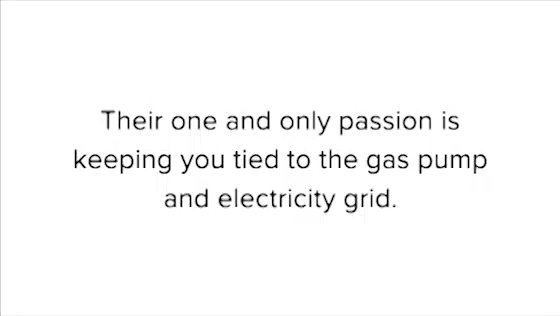 Their one and only passion is
keeping you tied to the gas pump
and electricity grid.